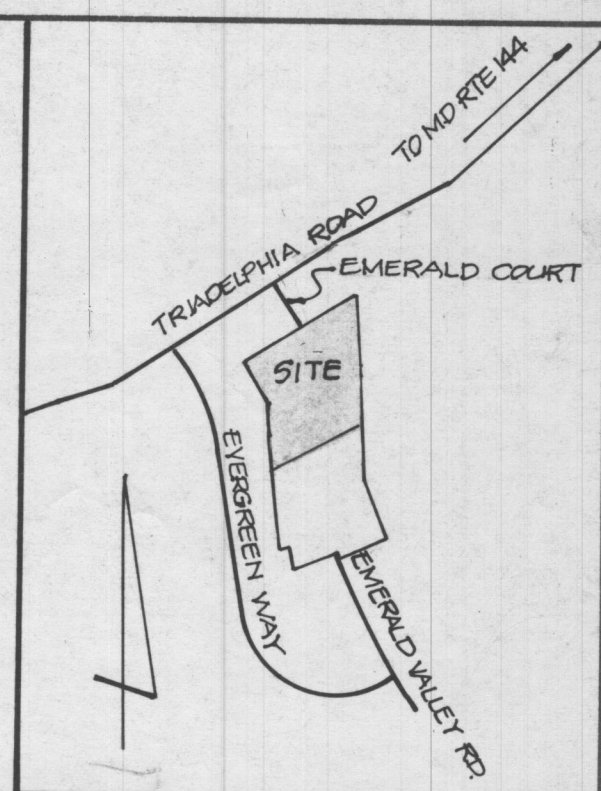 TO MD RTE 144
TRIADELPHIA ROAD
EMERALD COURT
SITE
EVERGREEN WAY
EMERALD VALLEY RD.